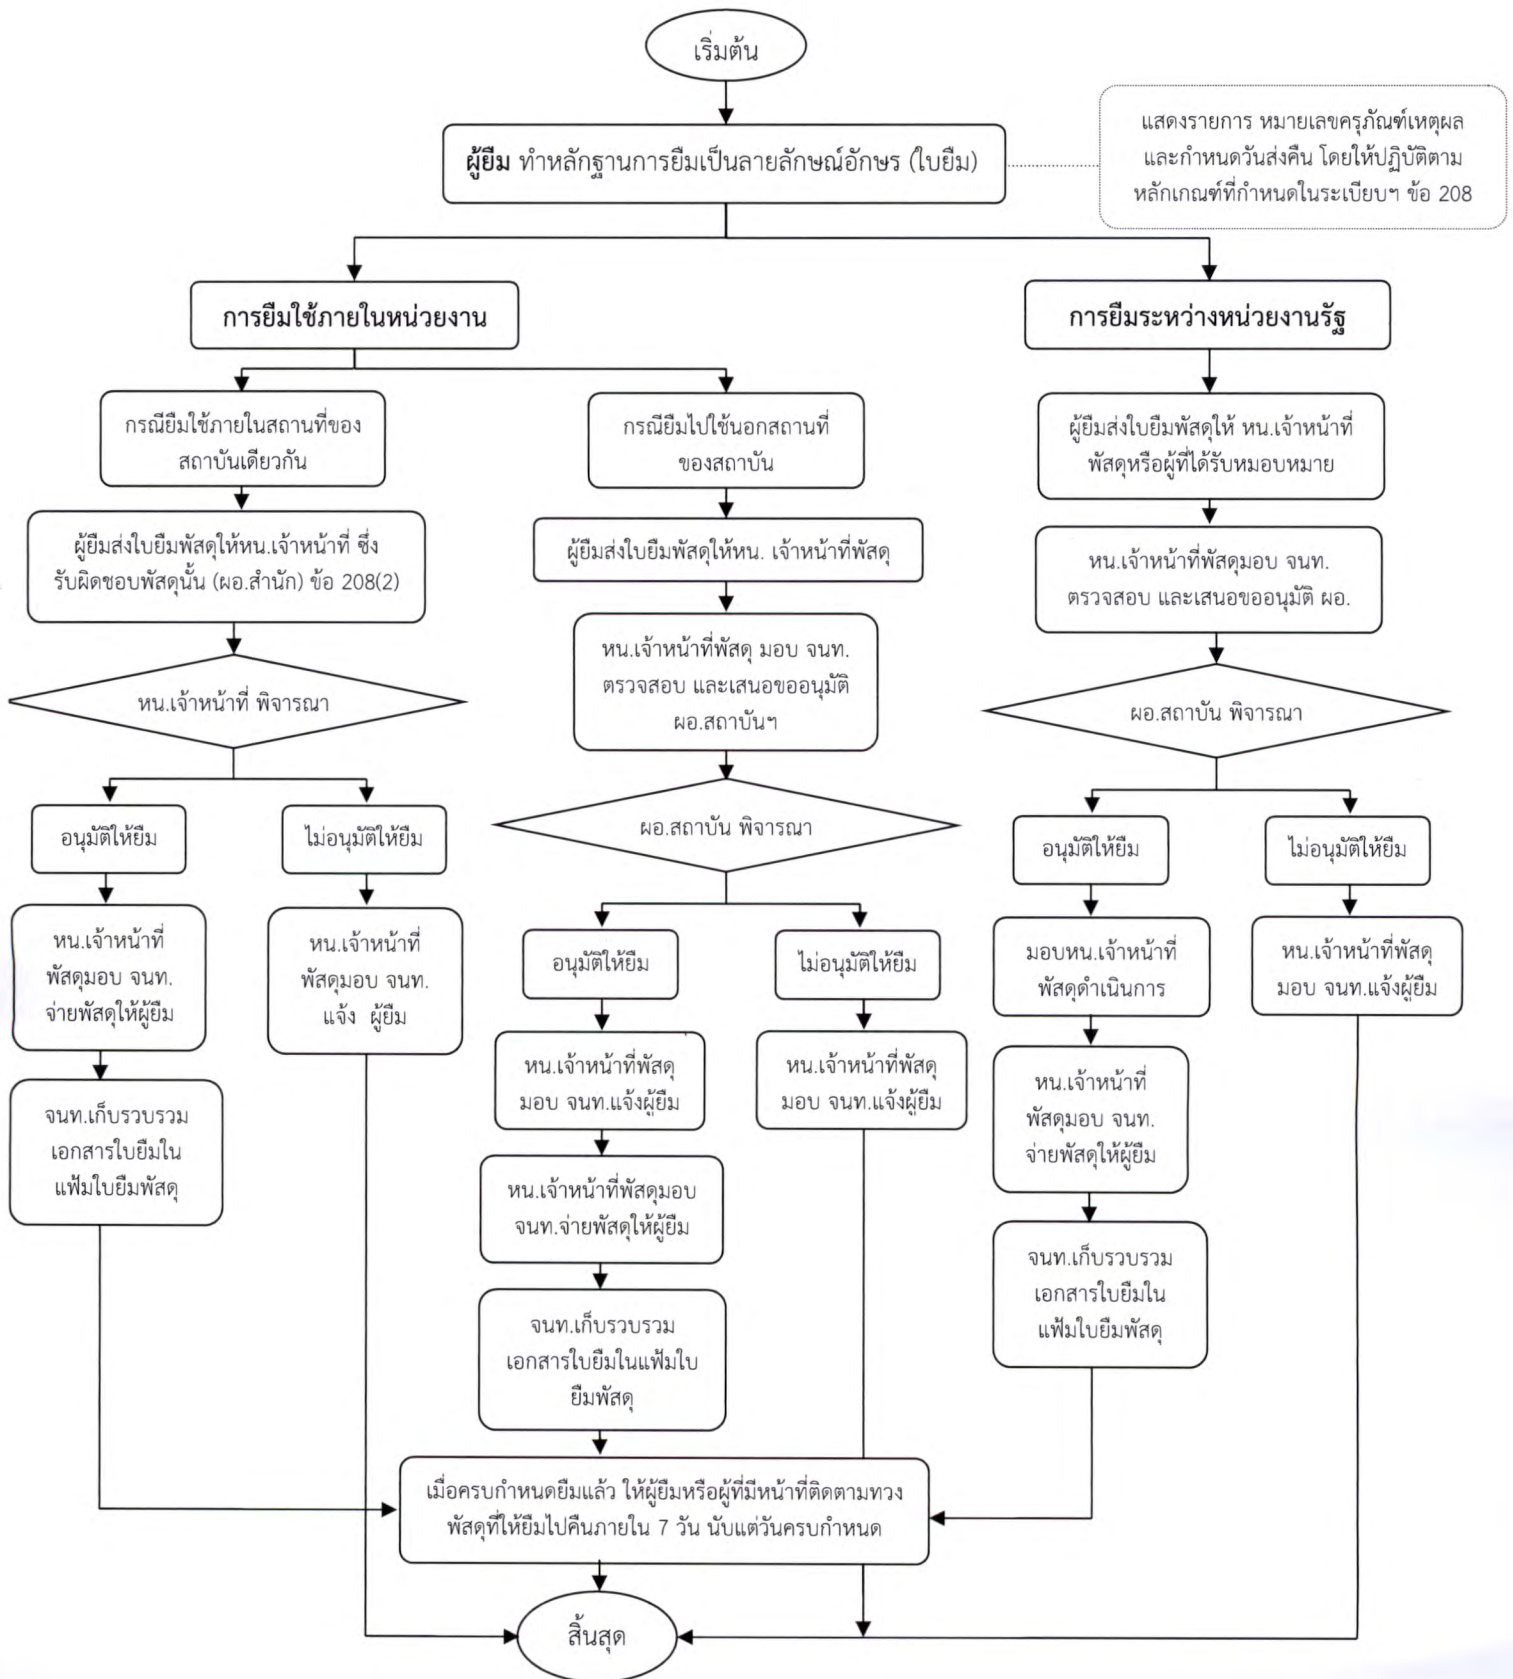 เริ่มต้น
ผู้ยืม ทำหลักฐานการยืมเป็นลายลักษณ์อักษร (ใบยืม)
แสดงรายการ หมายเลขครุภัณฑ์เหตุผล
และกำหนดวันส่งคืน โดยให้ปฏิบัติตาม
หลักเกณฑ์ที่กำหนดในระเบียบฯ ข้อ 208
การยืมใช้ภายในหน่วยงาน
การยืมระหว่างหน่วยงานรัฐ
กรณียืมใช้ภายในสถานที่ของ
สถาบันเดียวกัน
ผู้ยืมส่งใบยืมพัสดุให้หน.เจ้าหน้าที่ ซึ่ง
รับผิดชอบพัสดุนั้น (ผอ.สำนัก) ข้อ 208(2)
หน.เจ้าหน้าที่ พิจารณา
อนุมัติให้ยืม
ไม่อนุมัติให้ยืม
หน.เจ้าหน้าที่
พัสดุมอบ จนท.
จ่ายพัสดุให้ผู้ยืม
หน.เจ้าหน้าที่
พัสดุมอบ จนท.
แจ้ง ผู้ยืม
จนท.เก็บรวบรวม
เอกสารใบยืมใน
แฟ้มใบยืมพัสดุ
กรณียืมไปใช้นอกสถานที่
ของสถาบัน
ผู้ยืมส่งใบยืมพัสดุให้หน. เจ้าหน้าที่พัสดุ
หน.เจ้าหน้าที่พัสดุ มอบ จนท.
ตรวจสอบ และเสนอขออนุมัติ
ผอ.สถาบันฯ
ผอ.สถาบัน พิจารณา
อนุมัติให้ยืม
ไม่อนุมัติให้ยืม
หน.เจ้าหน้าที่พัสดุ
มอบ จนท.แจ้งผู้ยืม
หน.เจ้าหน้าที่พัสดุ
มอบ จนท.แจ้งผู้ยืม
หน.เจ้าหน้าที่พัสดุมอบ
จนท.จ่ายพัสดุให้ผู้ยืม
จนท.เก็บรวบรวม
เอกสารใบยืมในแฟ้มใบ
ยืมพัสดุ
ผู้ยืมส่งใบยืมพัสดุให้ หน.เจ้าหน้าที่
พัสดุหรือผู้ที่ได้รับหมอบหมาย
หน.เจ้าหน้าที่พัสดุมอบ จนท.
ตรวจสอบ และเสนอขออนุมัติ ผอ.
ผอ.สถาบัน พิจารณา
อนุมัติให้ยืม
ไม่อนุมัติให้ยืม
มอบหน.เจ้าหน้าที่
พัสดุดำเนินการ
หน.เจ้าหน้าที่พัสดุ
มอบ จนท.แจ้งผู้ยืม
หน.เจ้าหน้าที่
พัสดุมอบ จนท.
จ่ายพัสดุให้ผู้ยืม
จนท.เก็บรวบรวม
เอกสารใบยืมใน
แฟ้มใบยืมพัสดุ
เมื่อครบกำหนดยืมแล้ว ให้ผู้ยืมหรือผู้ที่มีหน้าที่ติดตามทวง
พัสดุที่ให้ยืมไปคืนภายใน 7 วัน นับแต่วันครบกำหนด
สิ้นสุด